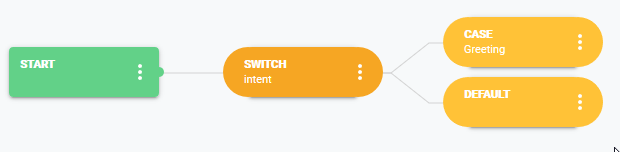 START
SWITCH
intent
CASE
Greeting
DEFAULT